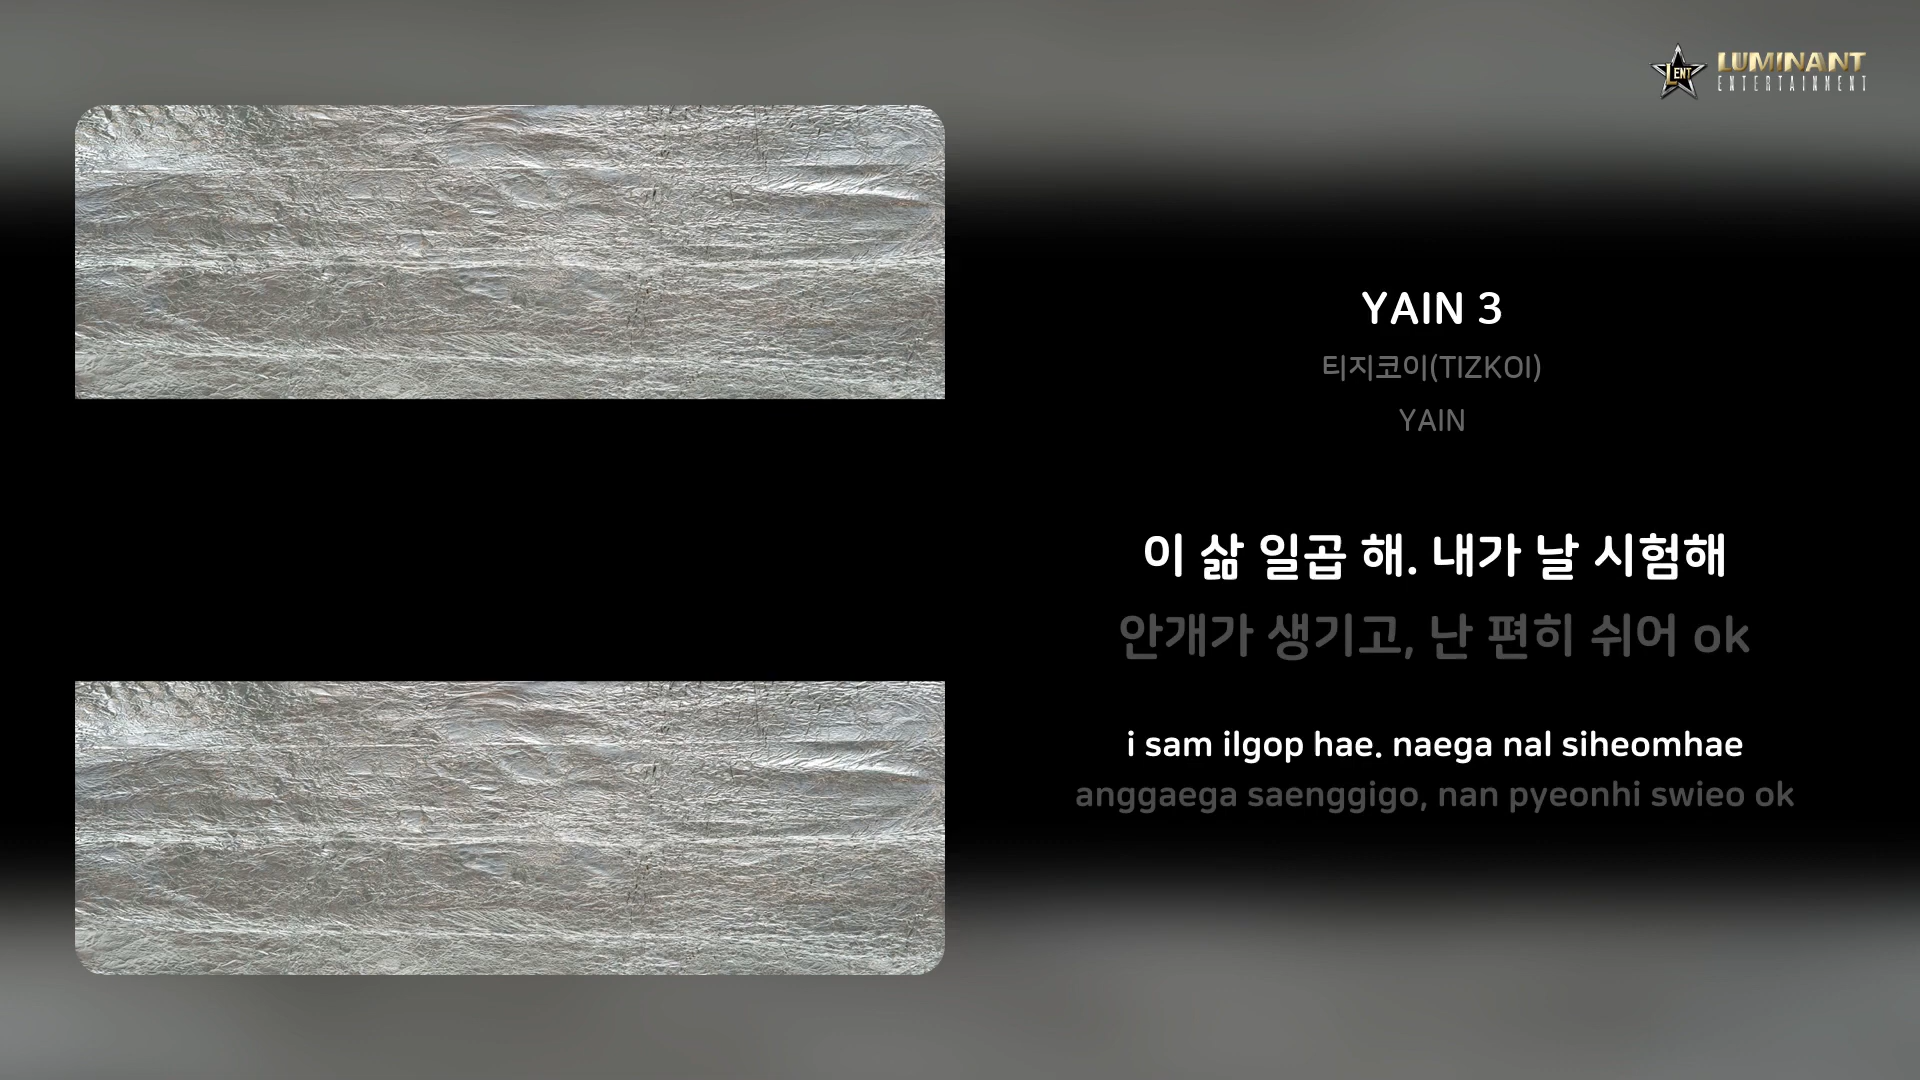 LENT
LUMINANT
ENTERTAINMENT
YAIN 3
티지코이(TIZKOI)
YAIN
이 삶 일곱 해. 내가 날 시험해
안개가 생기고, 난 편히 쉬어 ok
i sam ilgop hae. naega nal siheomhae
anggaega saenggigo, nan pyeonhi swieo ok